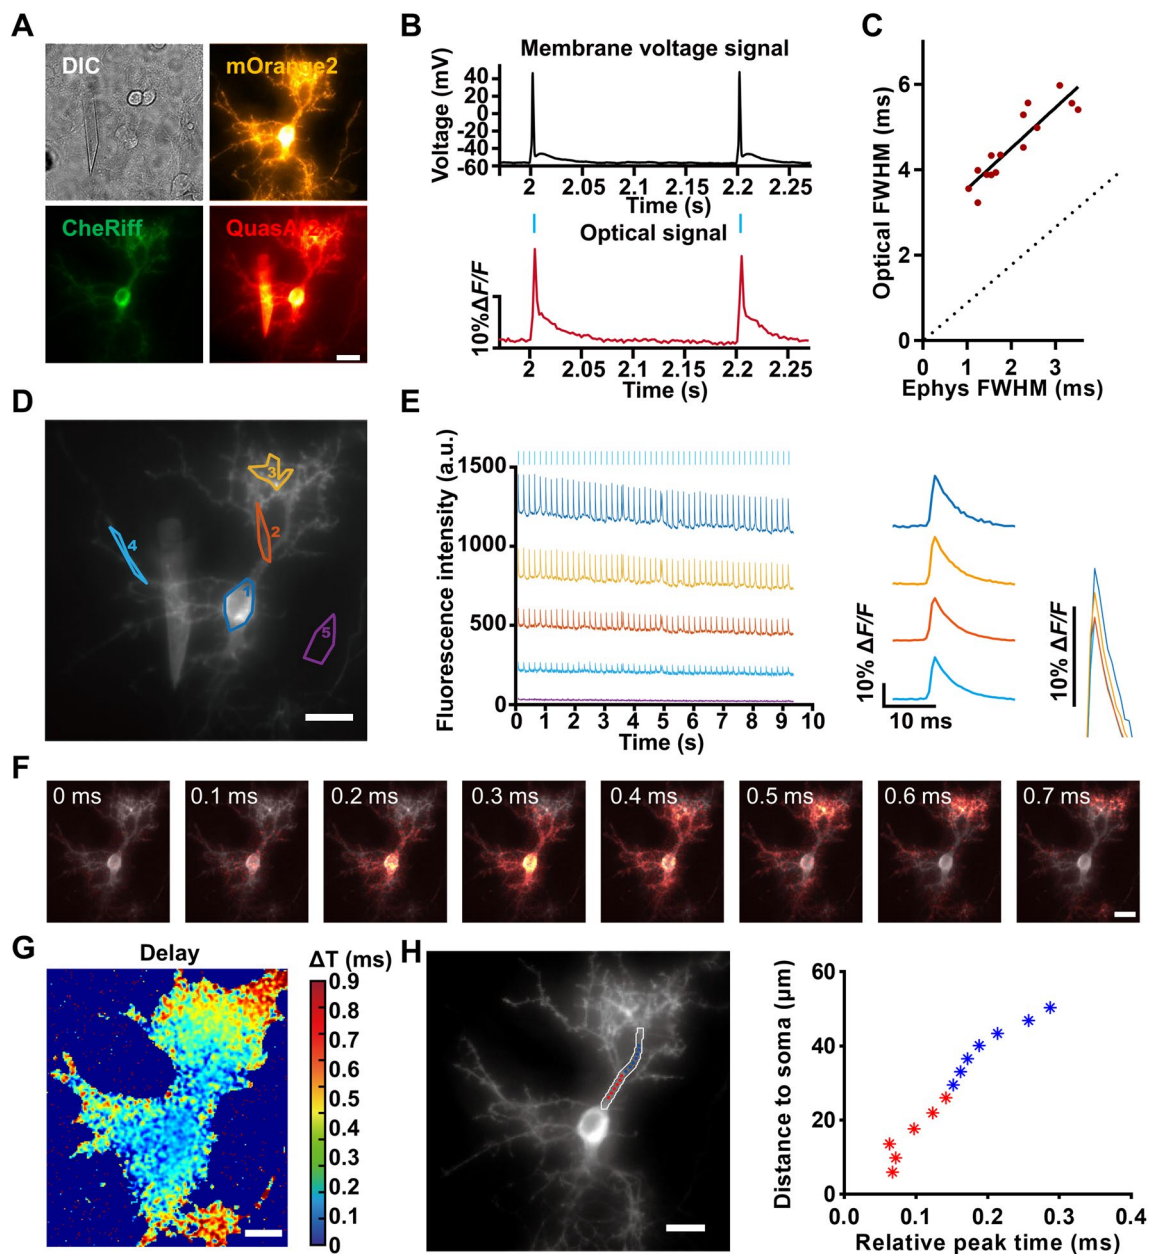 A
DIC
mOrange2
CheRiff
QuasAr2
B
Membrane voltage signal
Voltage (mV)
40
20
0
-20
-40
-60
2
2.05
2.1
2.15
2.2
2.25
Time (s)
Optical signal
10%ΔF/F
2
2.05
2.1
2.15
2.2
2.25
Time (s)
C
Optical FWHM (ms)
6
4
2
0
0
1
2
3
Ephys FWHM (ms)
D
1
2
3
4
5
E
Fluorescence intensity (a.u.)
1500
1000
500
0
0
1
2
3
4
5
6
7
8
9
10
Time (s)
10% ΔF/F
10 ms
10% ΔF/F
F
0 ms
0.1 ms
0.2 ms
0.3 ms
0.4 ms
0.5 ms
0.6 ms
0.7 ms
G
Delay
ΔT (ms)
0.9
0.8
0.7
0.6
0.5
0.4
0.3
0.2
0.1
0
H
Distance to soma (µm)
60
40
20
0
0.0
0.1
0.2
0.3
0.4
Relative peak time (ms)